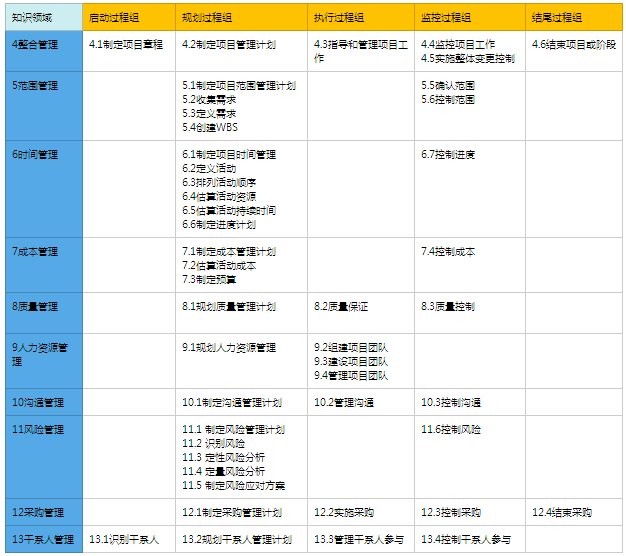 知识领域 启动过程组 规划过程组 执行过程组 监控过程组 结尾过程组
4整合管理 4.1制定项目章程 4.2制定项目管理计划 4.3指导和管理项目工作 4.4监控项目工作 4.6结束项目或阶段
4.5实施整体变更控制
5范围管理 5.1制定项目范围管理计划 5.5确认范围
5.2收集需求 5.6控制范围
5.3定义需求
5.4创建WBS
6时间管理 6.1制定项目时间管理 6.7控制进度
6.2定义活动
6.3排列活动顺序
6.4估算活动资源
6.5估算活动持续时间
6.6制定进度计划
7成本管理 7.1制定成本管理计划 7.4控制成本
7.2估算活动成本
7.3制定预算
8质量管理 8.1规划质量管理计划 8.2质量保证 8.3质量控制
9人力资源管理 9.1规划人力资源管理 9.2组建项目团队
9.3建设项目团队
9.4管理项目团队
10沟通管理 10.1制定沟通管理计划 10.2管理沟通 10.3控制沟通
11风险管理 11.1 制定风险管理计划 11.6控制风险
11.2 识别风险
11.3 定性风险分析
11.4 定量风险分析
11.5 制定风险应对方案
12采购管理 12.1制定采购管理计划 12.2实施采购 12.3控制采购 12.4结束采购
13干系人管理 13.1识别干系人 13.2规划干系人管理计划 13.3管理干系人参与 13.4控制干系人参与